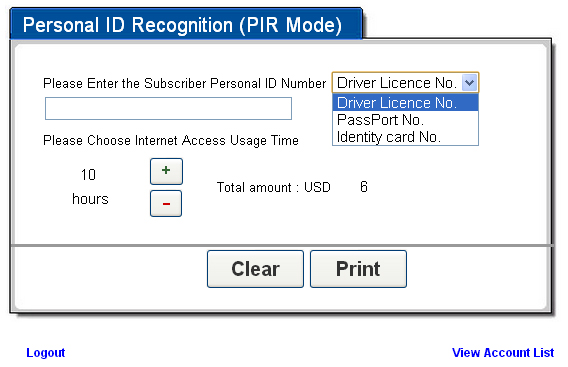 Personal ID Recognition (PIR Mode)
Please Enter the Subscriber Personal ID Number Driver Licence No.
Driver Licence No.
PassPort No.
Identity card No.
Please Choose Internet Access Usage Time
10 +
hours -
Total amount : USD 6
Clear Print
Logout View Account List